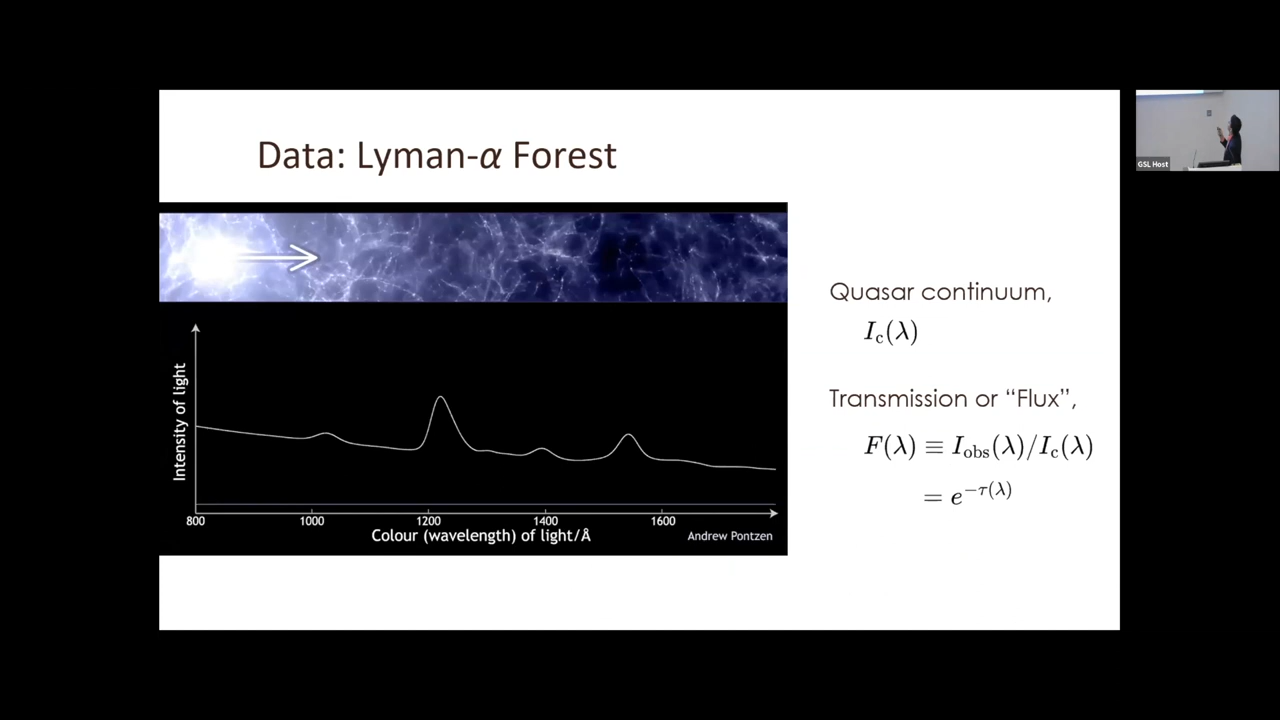 Data: Lyman-α Forest
Intensity of light
800 1000 1200 1400 1600
Colour (wavelength) of light/Å
Andrew Pontzen
Quasar continuum,
I_c(λ)
Transmission or “Flux”,
F(λ) ≡ I_obs(λ)/I_c(λ)
= e^{−τ(λ)}
GSL Host